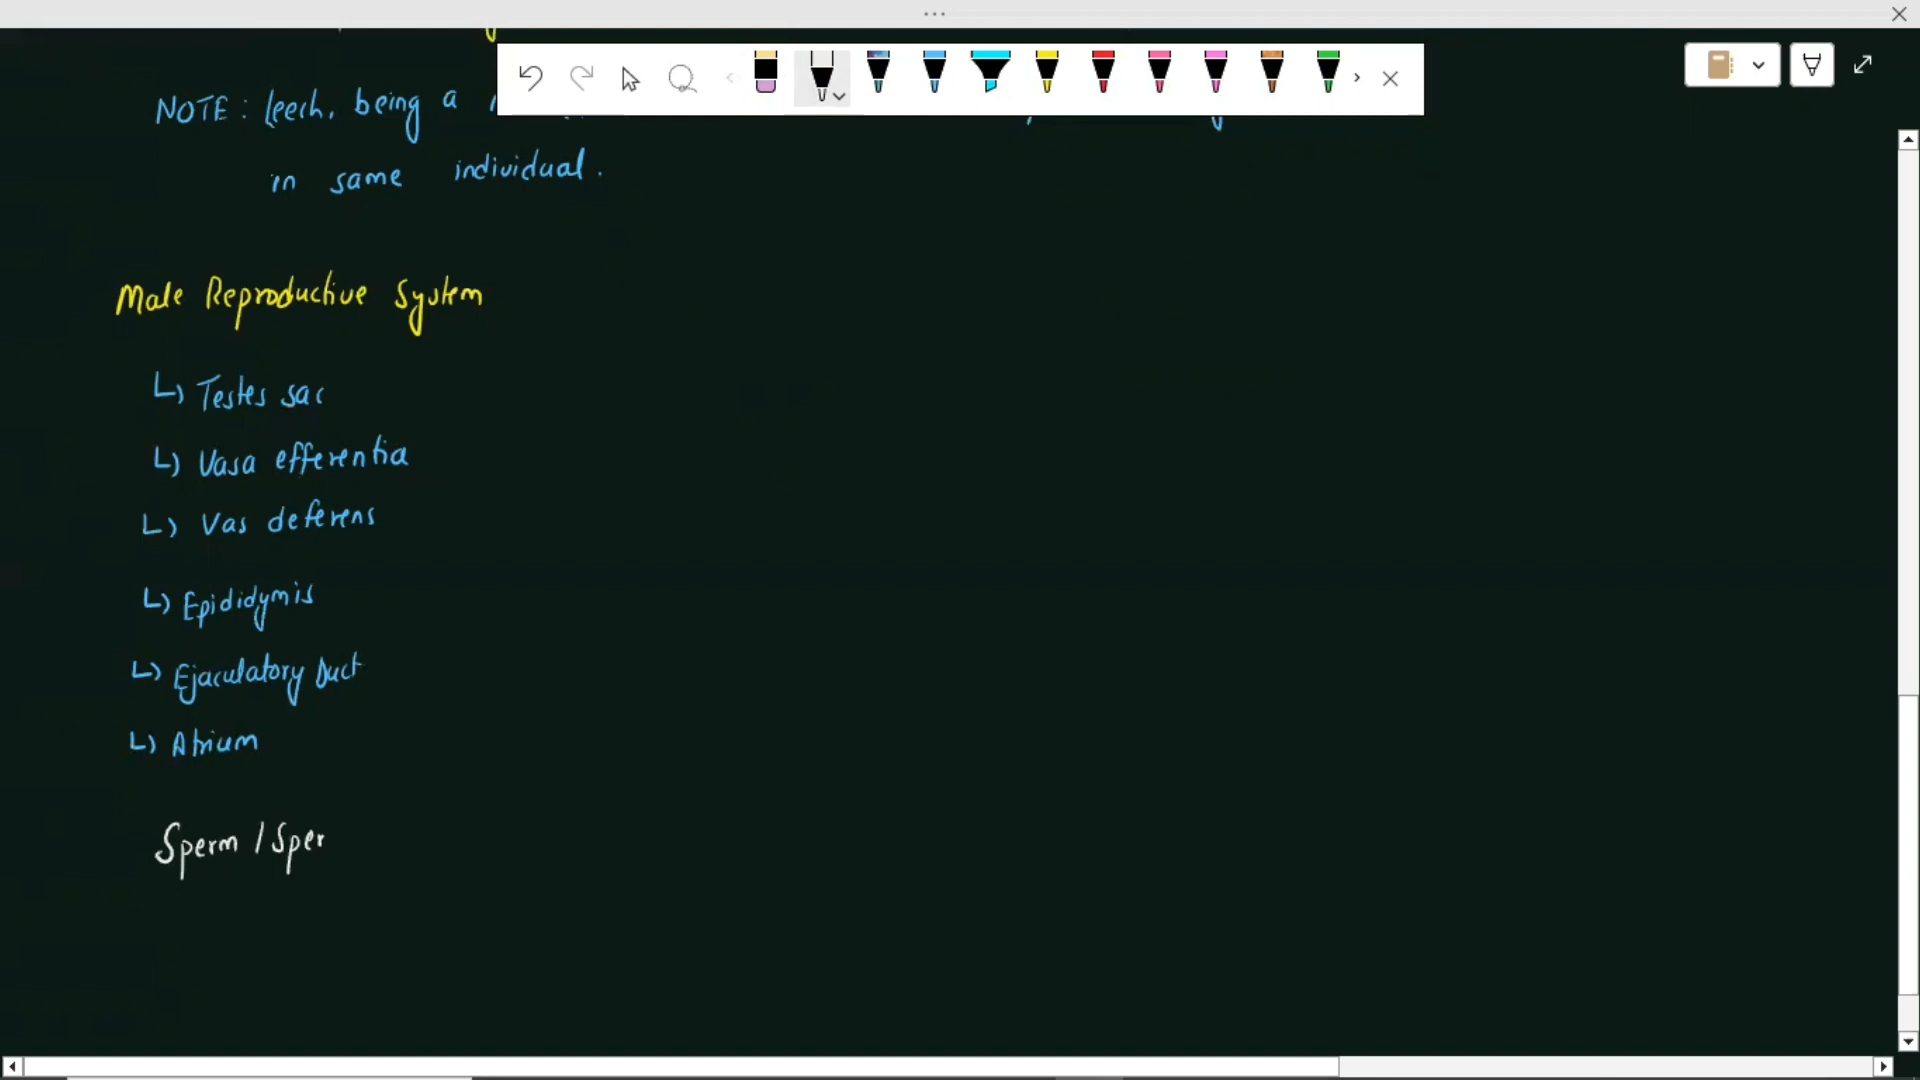 NOTE : Leech, being a
in same individual.
Male Reproductive System
↳ Testes sac
↳ Vasa efferentia
↳ Vas deferens
↳ Epididymis
↳ Ejaculatory Duct
↳ Atrium
Sperm / Sper